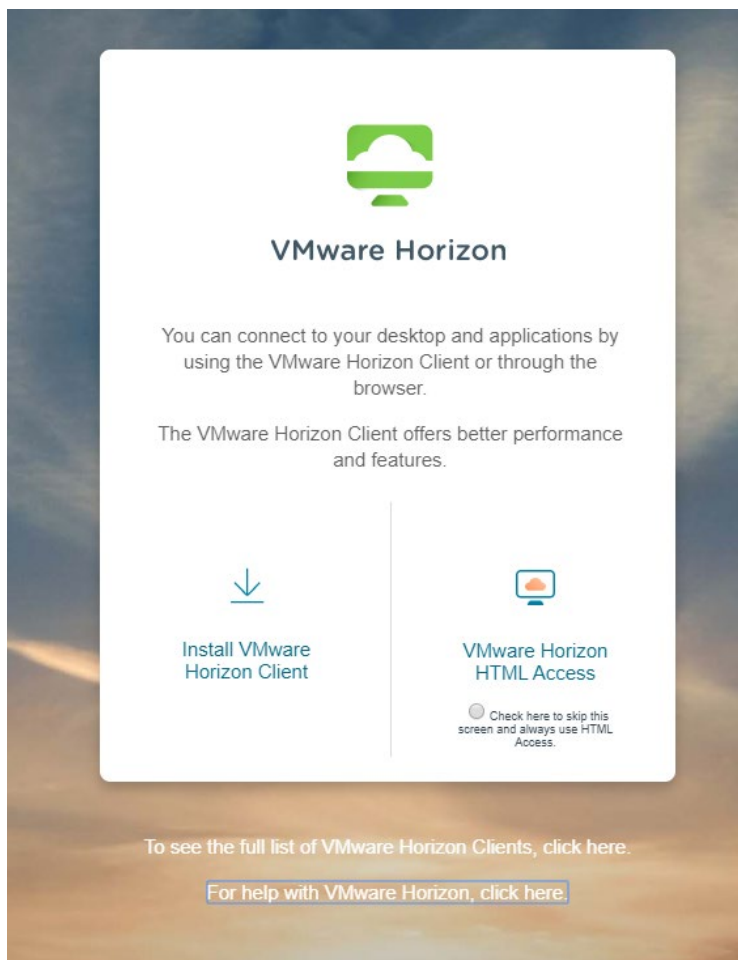 VMware Horizon
You can connect to your desktop and applications by
using the VMware Horizon Client or through the
browser.
The VMware Horizon Client offers better performance
and features.
Install VMware
Horizon Client
VMware Horizon
HTML Access
Check here to skip this
screen and always use HTML
Access.
To see the full list of VMware Horizon Clients, click here.
For help with VMware Horizon, click here.